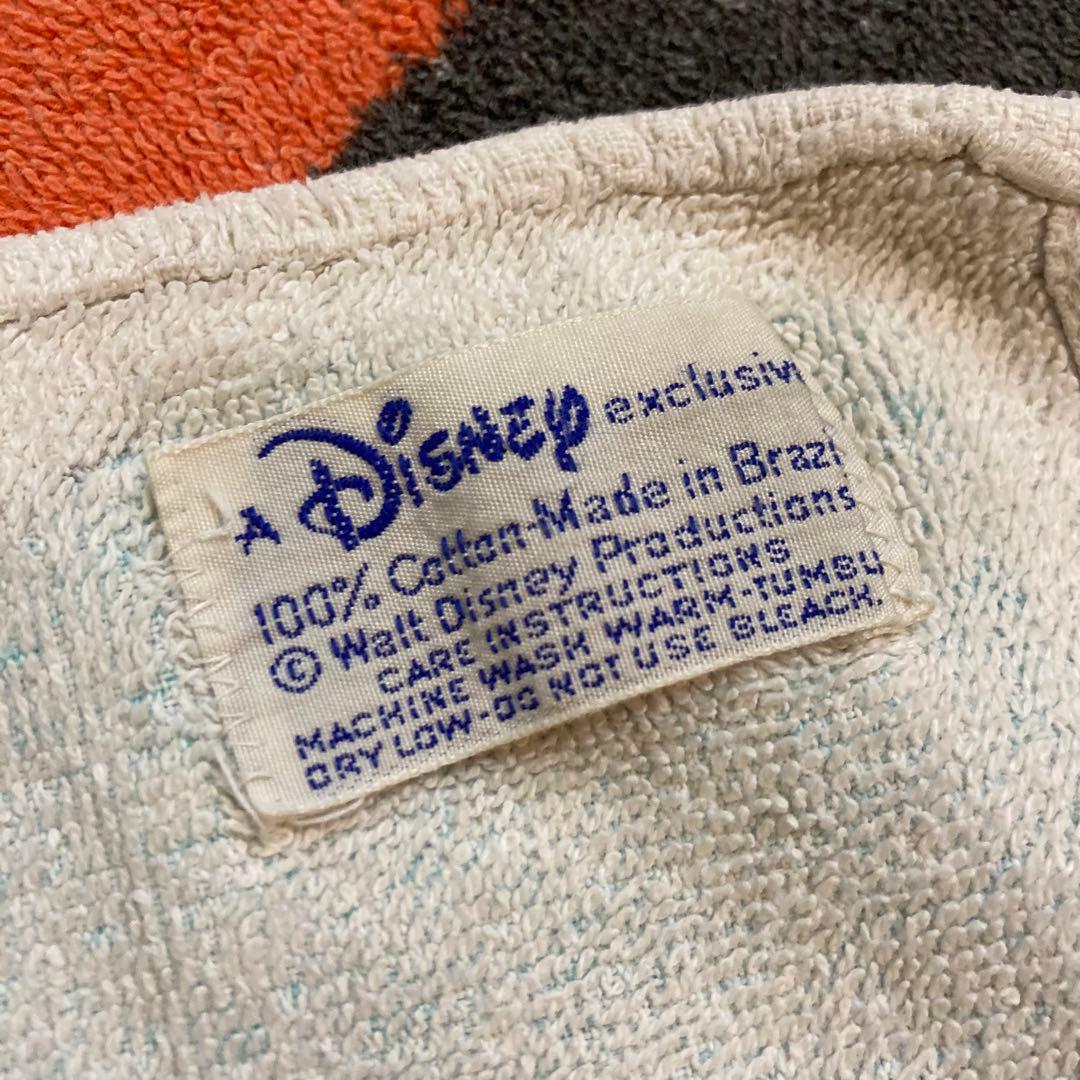 A Disney exclusiv
100% Cotton-Made in Brazi
© Walt Disney Productions
CARE INSTRUCTIONS
MACHINE WASH WARM-TUMBL
DRY LOW-DO NOT USE BLEACH.